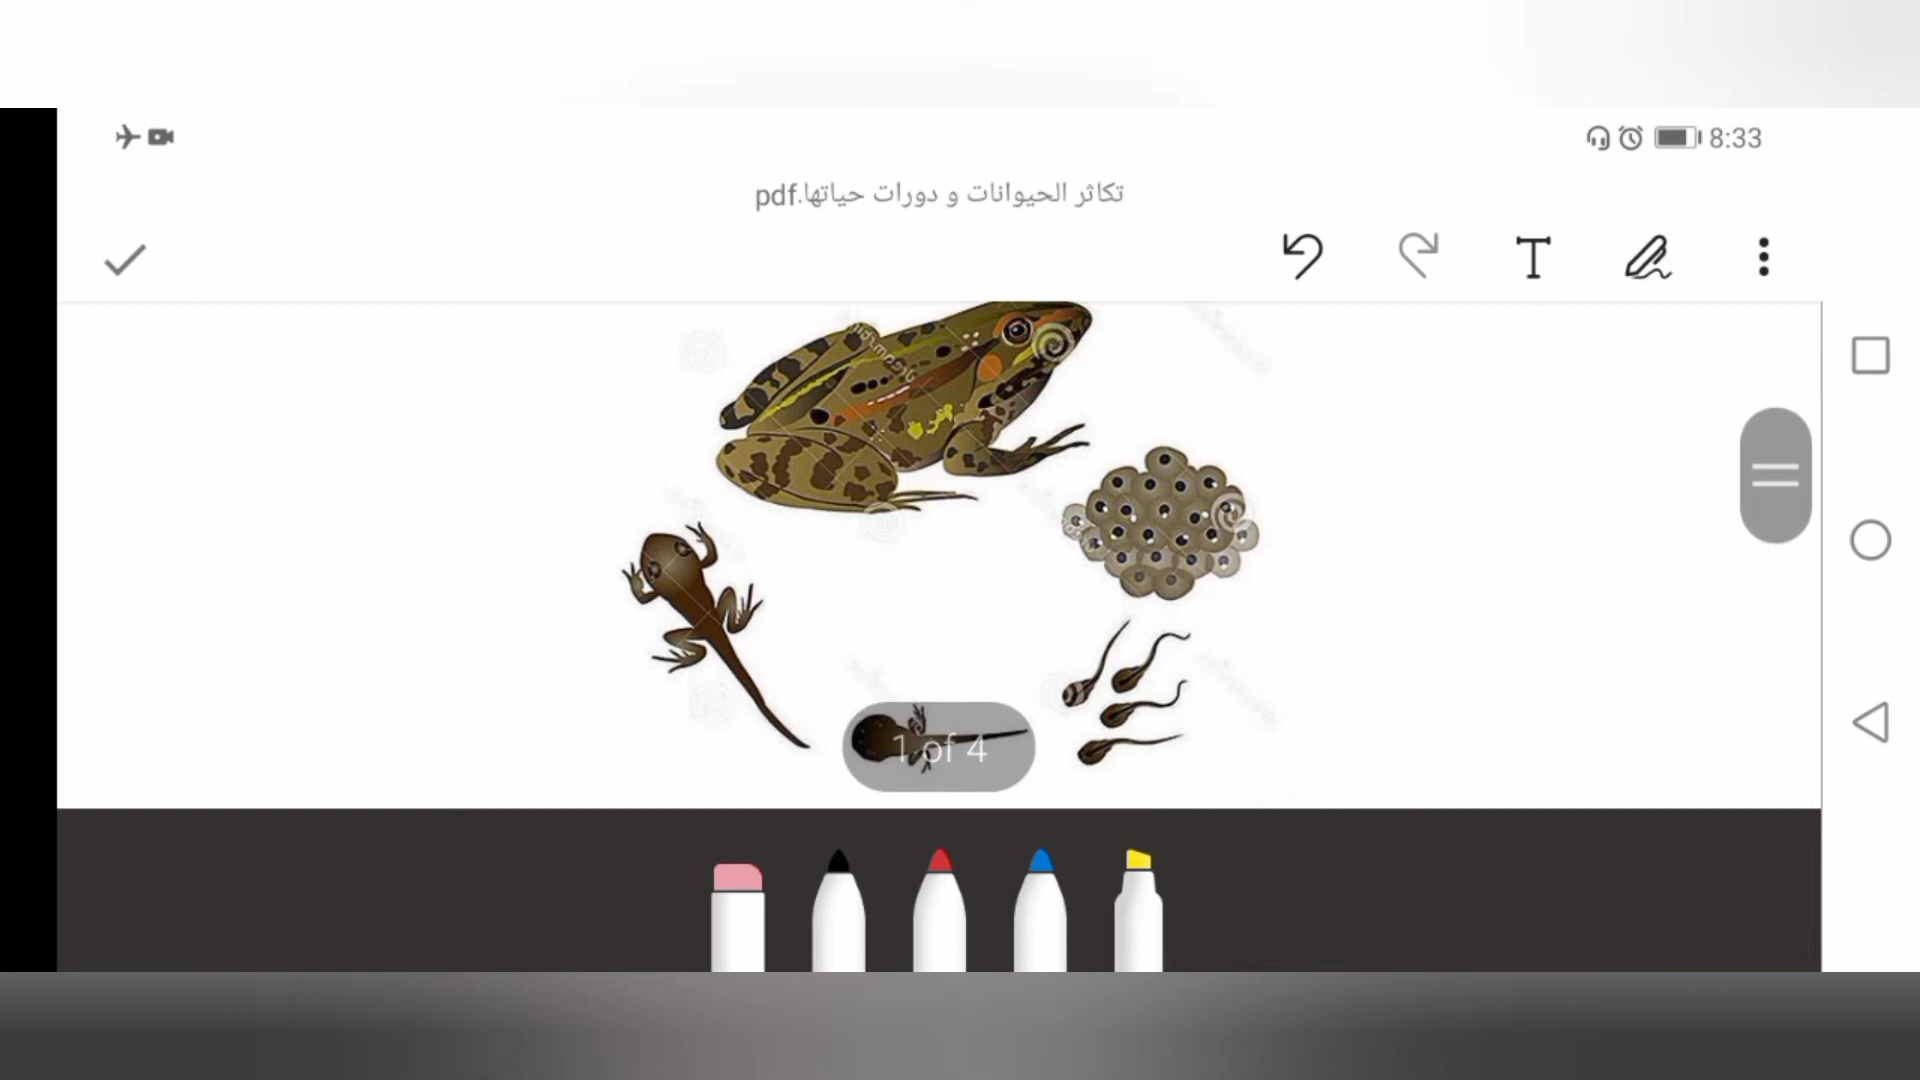 8:33
تكاثر الحيوانات و دورات حياتها.pdf
T
1 of 4